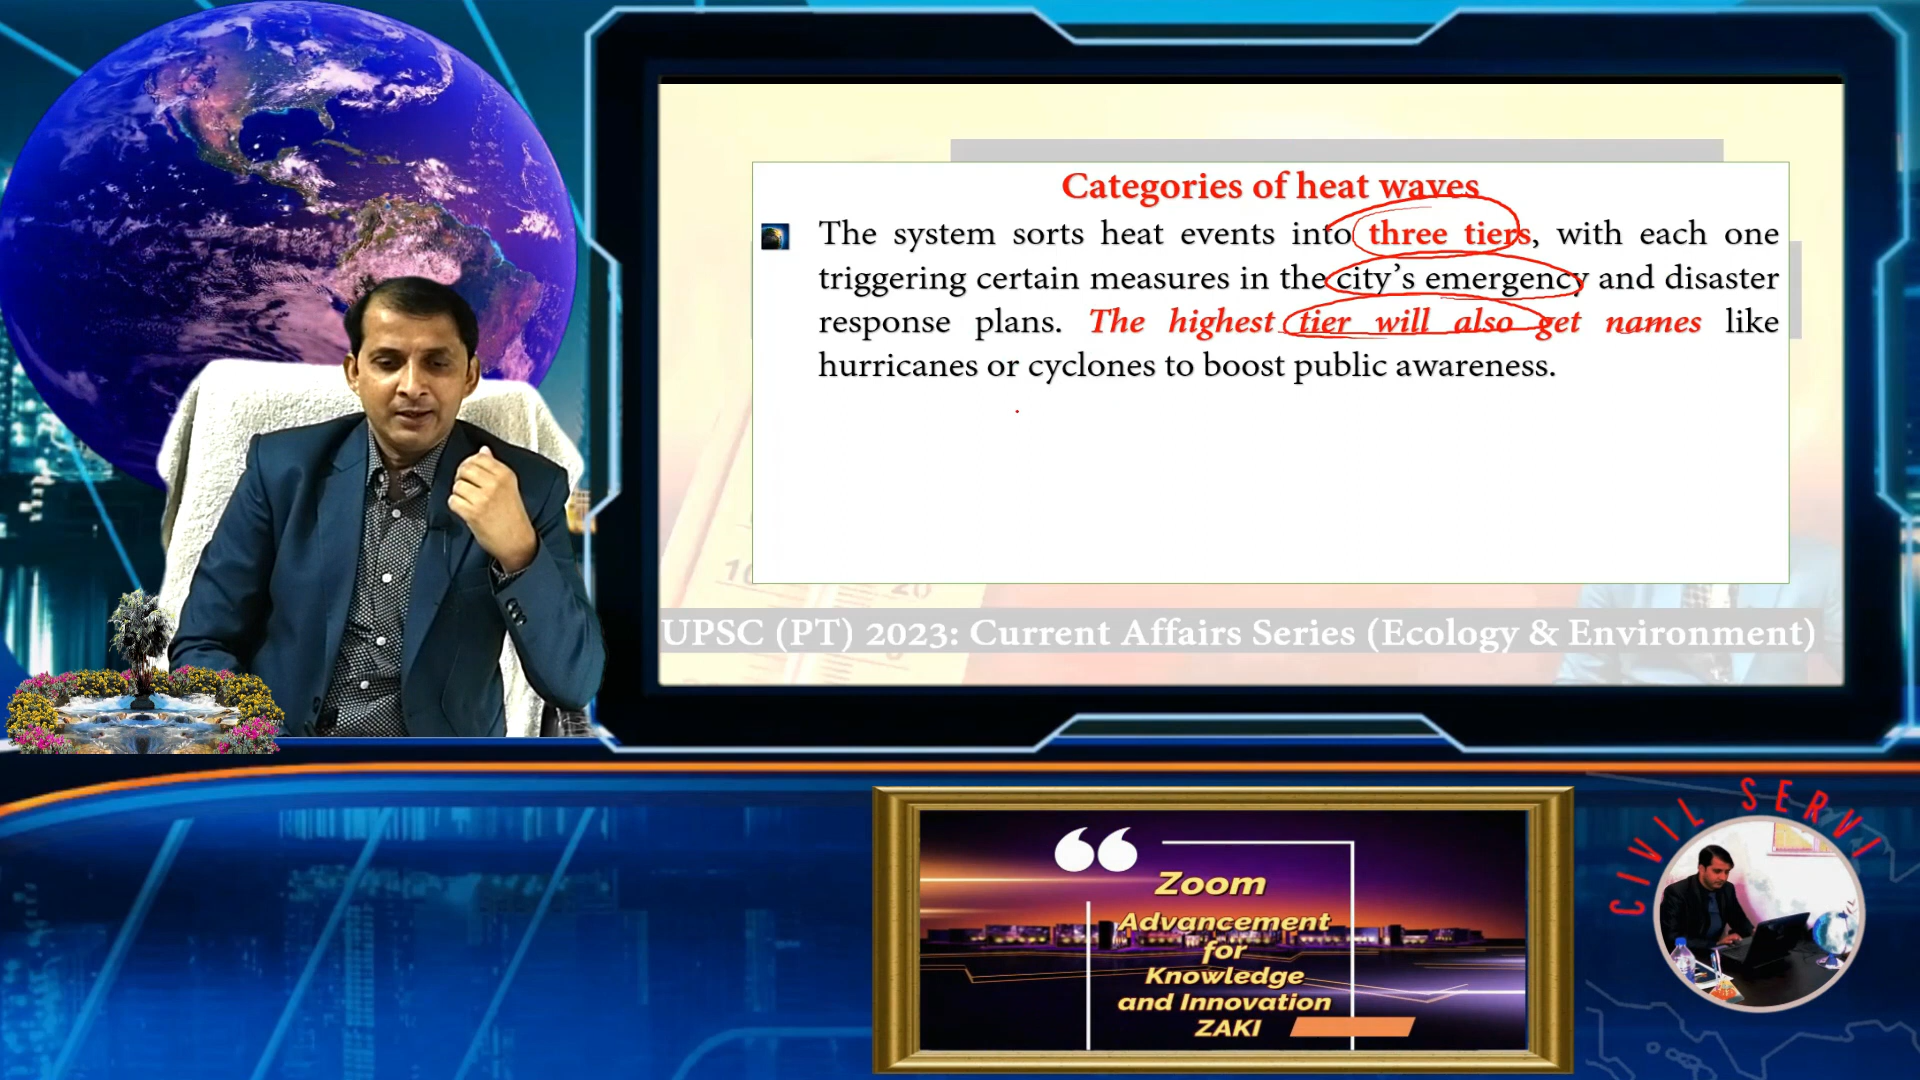 Categories of heat waves
The system sorts heat events into three tiers, with each one
triggering certain measures in the city's emergency and disaster
response plans. The highest tier will also get names like
hurricanes or cyclones to boost public awareness.
10
20
UPSC (PT) 2023: Current Affairs Series (Ecology & Environment)
Zoom
Advancement
for
Knowledge
and Innovation
ZAKI
CIVIL SERVI